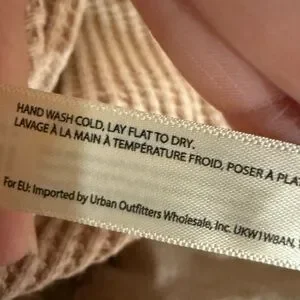 HAND WASH COLD, LAY FLAT TO DRY.
LAVAGE À LA MAIN À TEMPÉRATURE FROID, POSER À PLA
For EU: Imported by Urban Outfitters Wholesale, Inc. UKW1W8AN,